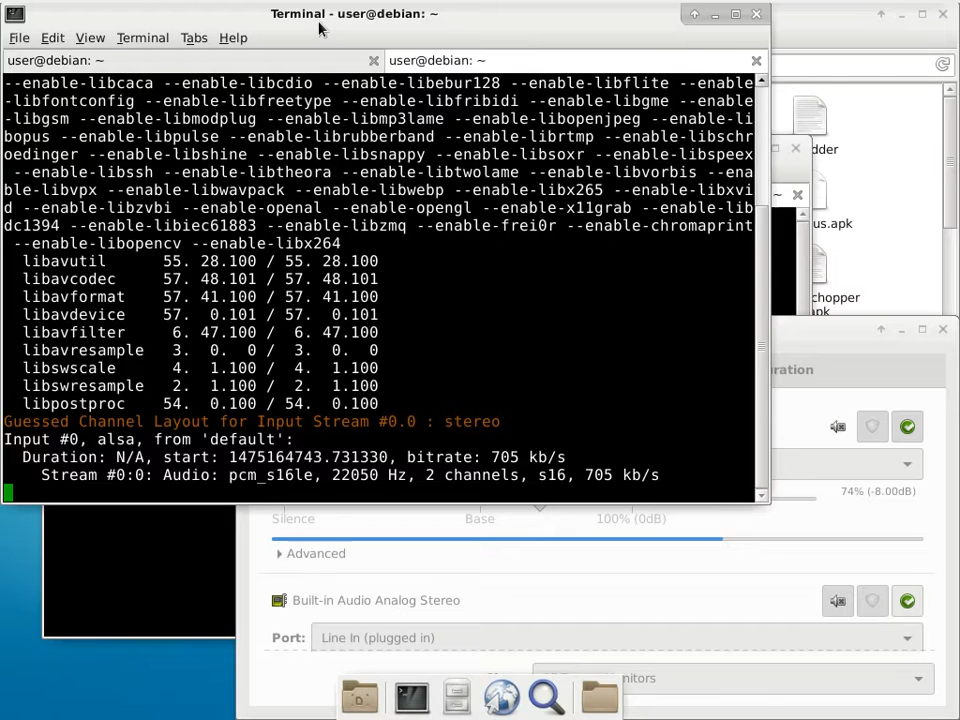 Terminal - user@debian: ~
File Edit View Terminal Tabs Help
user@debian: ~
user@debian: ~
--enable-libcaca --enable-libcdio --enable-libebur128 --enable-libflite --enable
-libfontconfig --enable-libfreetype --enable-libfribidi --enable-libgme --enable
-libgsm --enable-libmodplug --enable-libmp3lame --enable-libopenjpeg --enable-li
bopus --enable-libpulse --enable-librubberband --enable-librtmp --enable-libschr
oedinger --enable-libshine --enable-libsnappy --enable-libsoxr --enable-libspeex
--enable-libssh --enable-libtheora --enable-libtwolame --enable-libvorbis --ena
ble-libvpx --enable-libwavpack --enable-libwebp --enable-libx265 --enable-libxvi
d --enable-libzvbi --enable-openal --enable-opengl --enable-x11grab --enable-lib
dc1394 --enable-libiec61883 --enable-libzmq --enable-frei0r --enable-chromaprint
--enable-libopencv --enable-libx264
libavutil 55. 28.100 / 55. 28.100
libavcodec 57. 48.101 / 57. 48.101
libavformat 57. 41.100 / 57. 41.100
libavdevice 57. 0.101 / 57. 0.101
libavfilter 6. 47.100 / 6. 47.100
libavresample 3. 0. 0 / 3. 0. 0
libswscale 4. 1.100 / 4. 1.100
libswresample 2. 1.100 / 2. 1.100
libpostproc 54. 0.100 / 54. 0.100
Guessed Channel Layout for Input Stream #0.0 : stereo
Input #0, alsa, from 'default':
Duration: N/A, start: 1475164743.731330, bitrate: 705 kb/s
Stream #0:0: Audio: pcm_s16le, 22050 Hz, 2 channels, s16, 705 kb/s
dder
~
us.apk
chopper
pk
uration
74% (-8.00dB)
Silence Base 100% (0dB)
Advanced
Built-in Audio Analog Stereo
Port: Line In (plugged in)
onitors